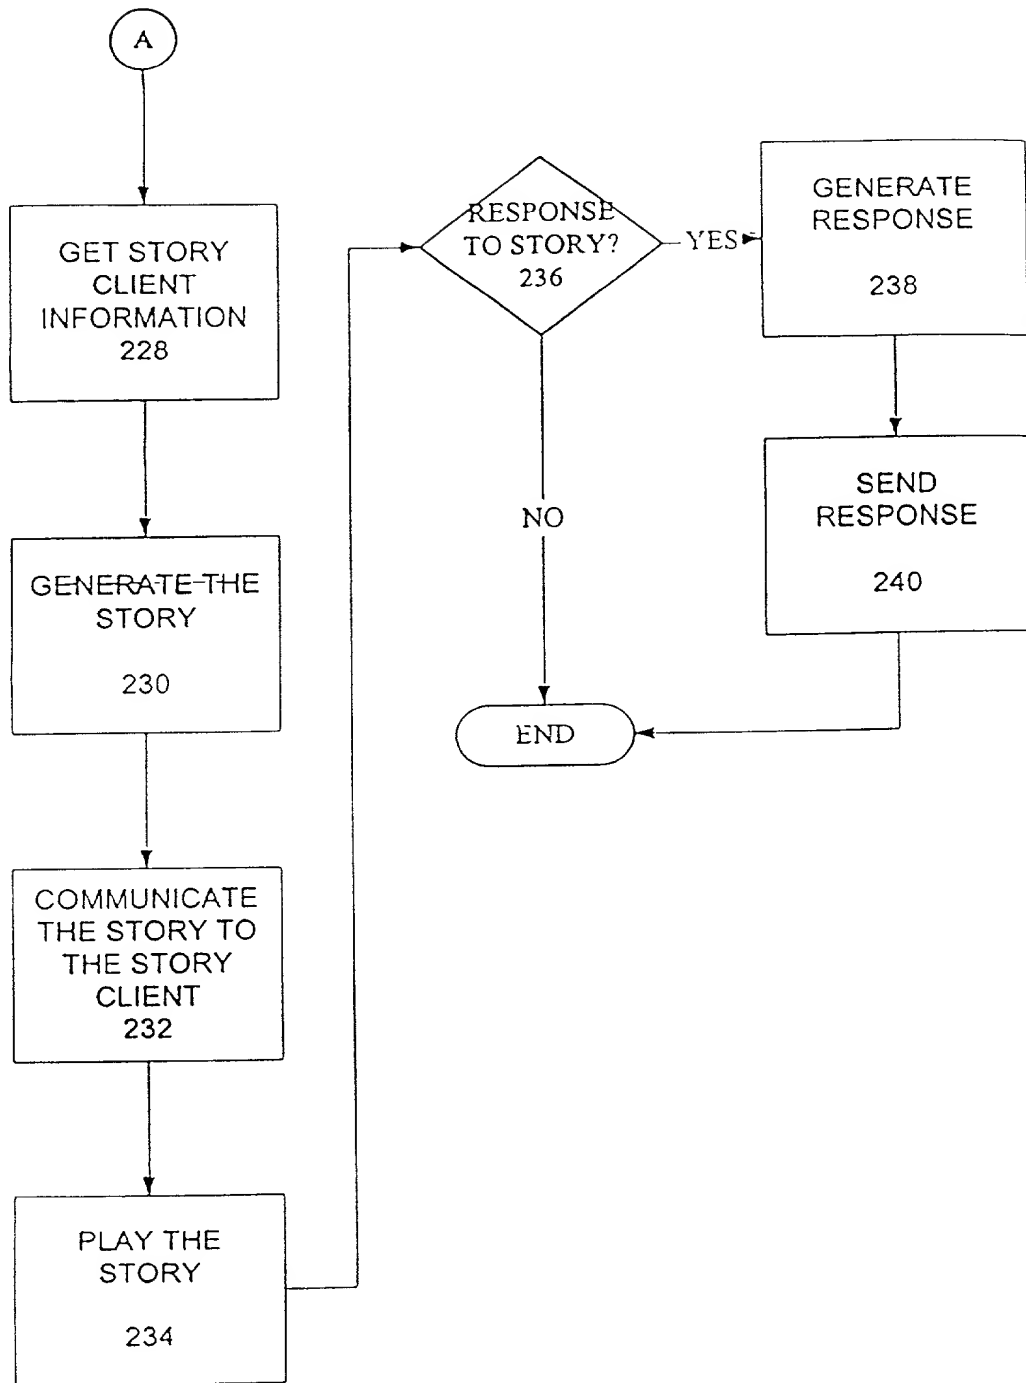 A
GET STORY
CLIENT
INFORMATION
228
GENERATE THE
STORY
230
COMMUNICATE
THE STORY TO
THE STORY
CLIENT
232
PLAY THE
STORY
234
RESPONSE
TO STORY?
236
YES
NO
GENERATE
RESPONSE
238
SEND
RESPONSE
240
END